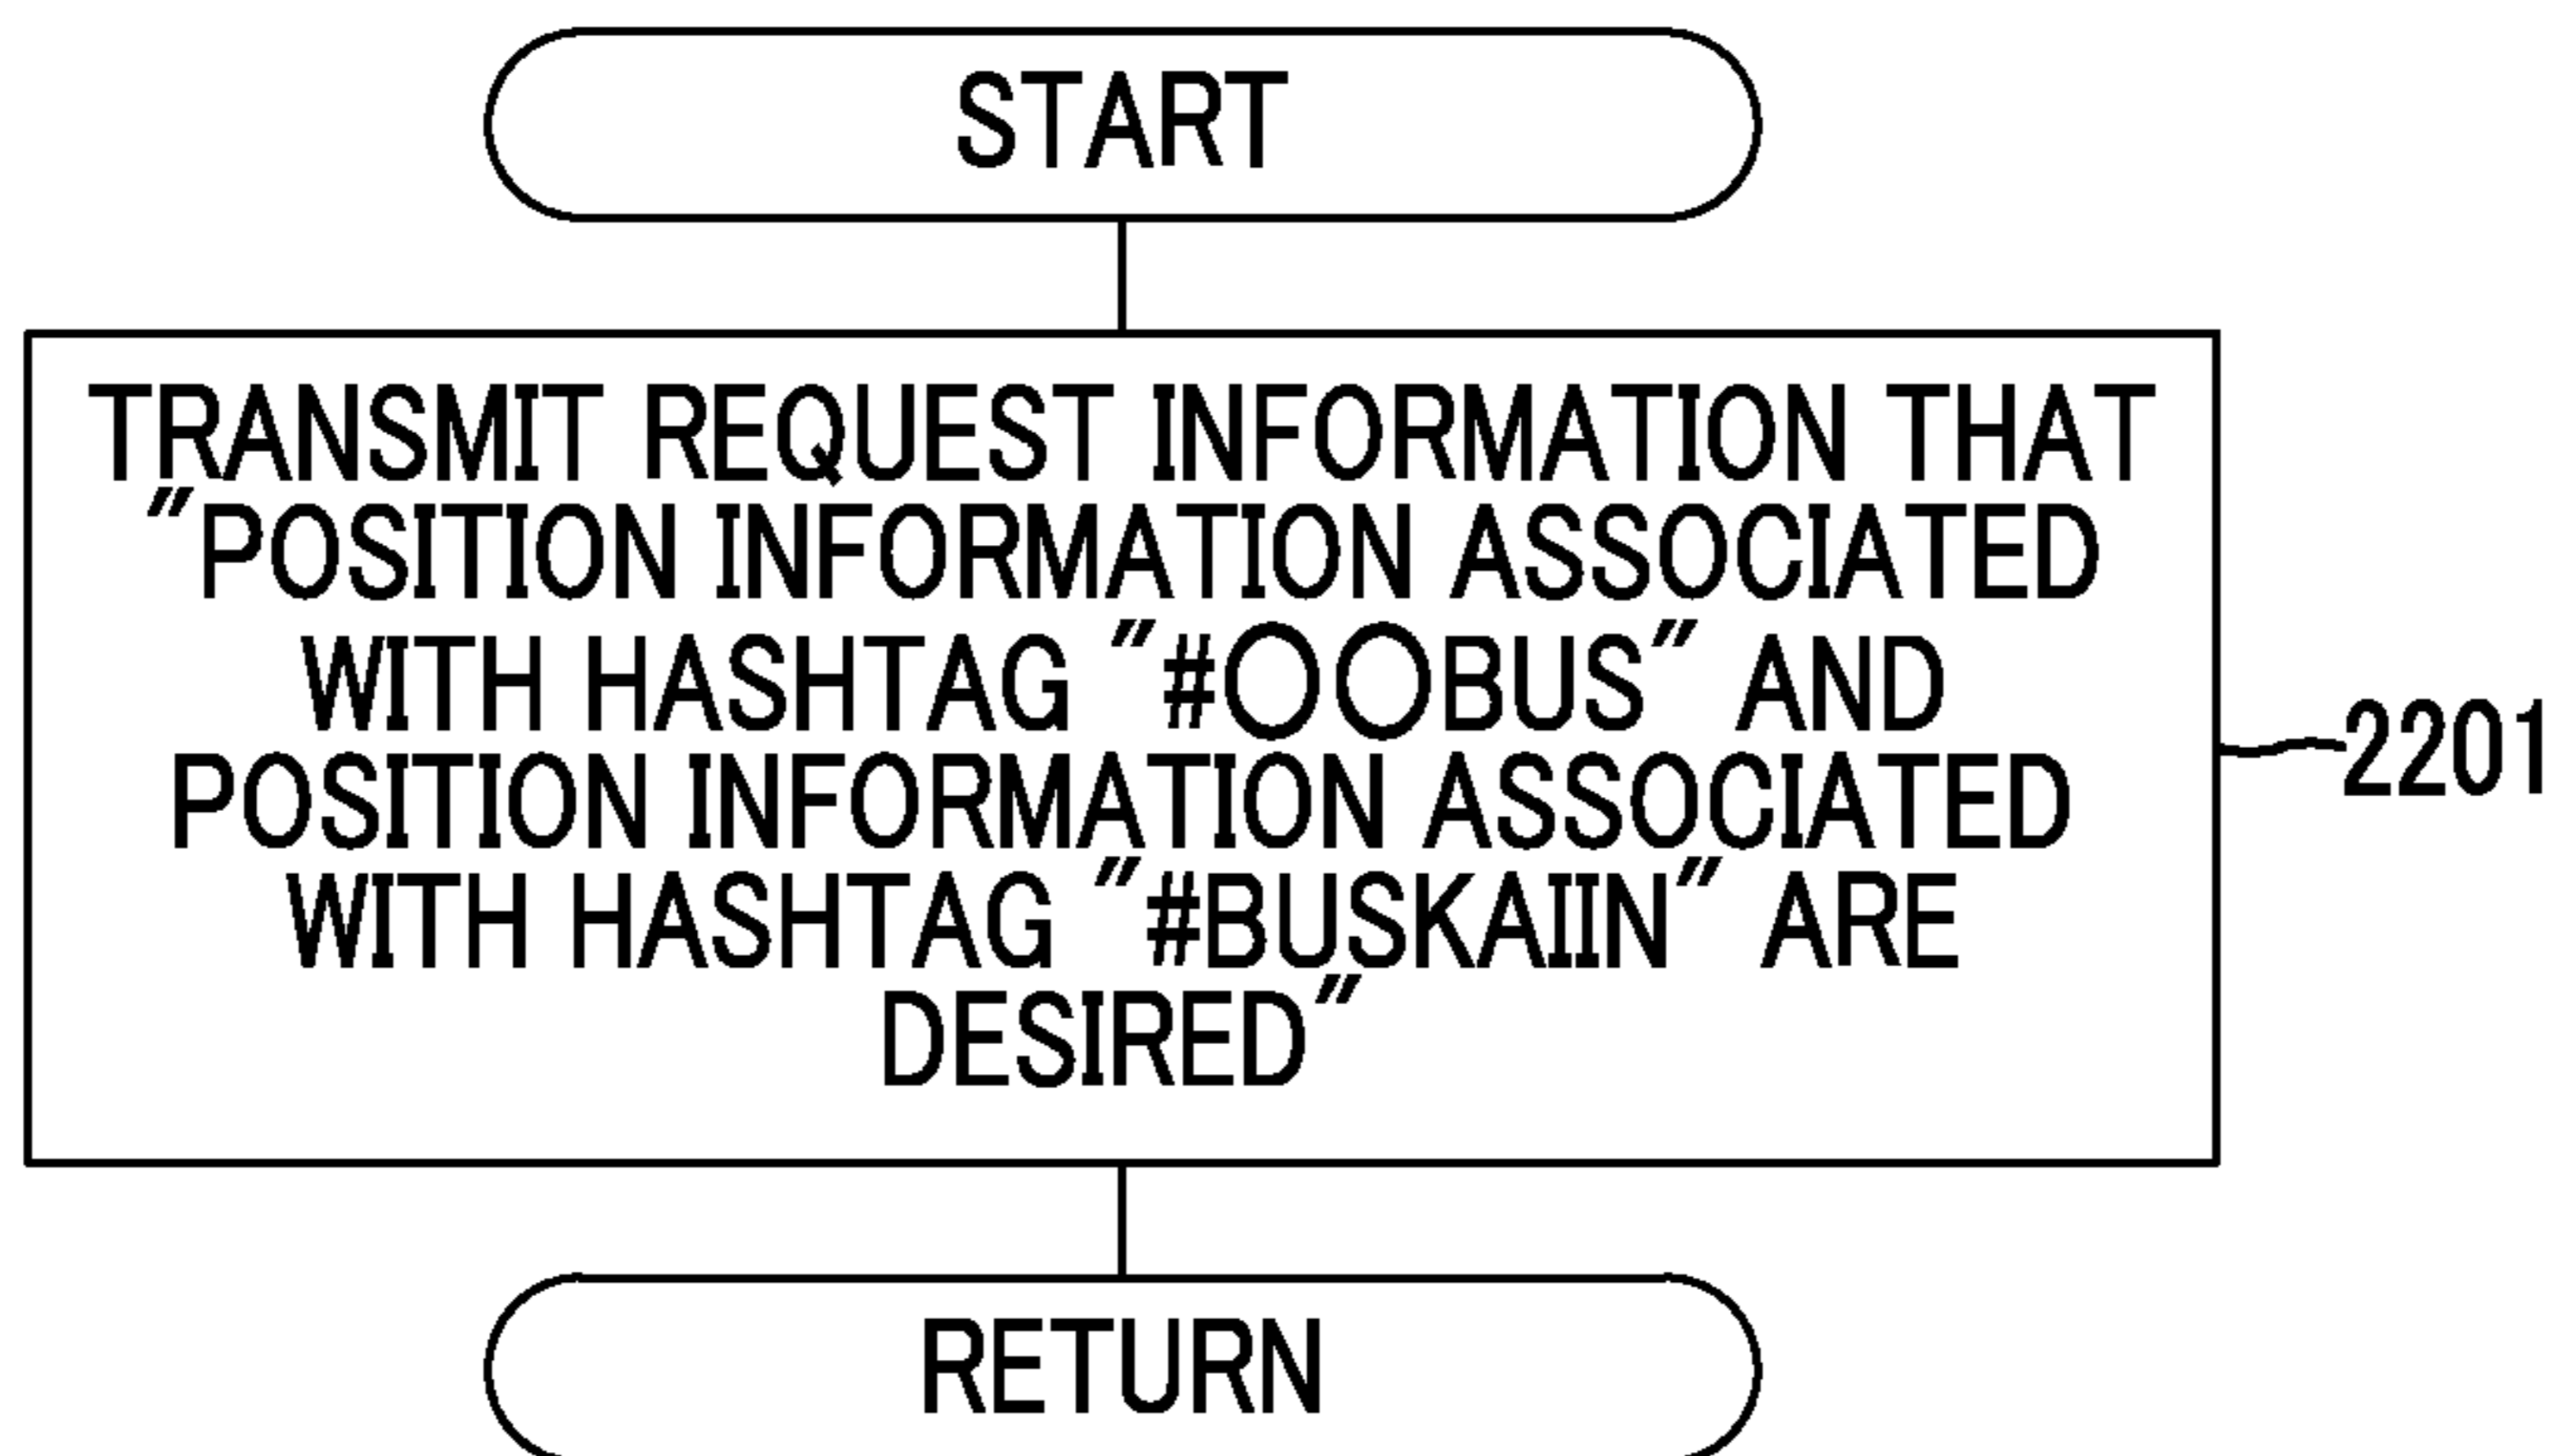 START
TRANSMIT REQUEST INFORMATION THAT
"POSITION INFORMATION ASSOCIATED
WITH HASHTAG "#○○BUS" AND
POSITION INFORMATION ASSOCIATED
WITH HASHTAG "#BUSKAIIN" ARE
DESIRED"
2201
RETURN